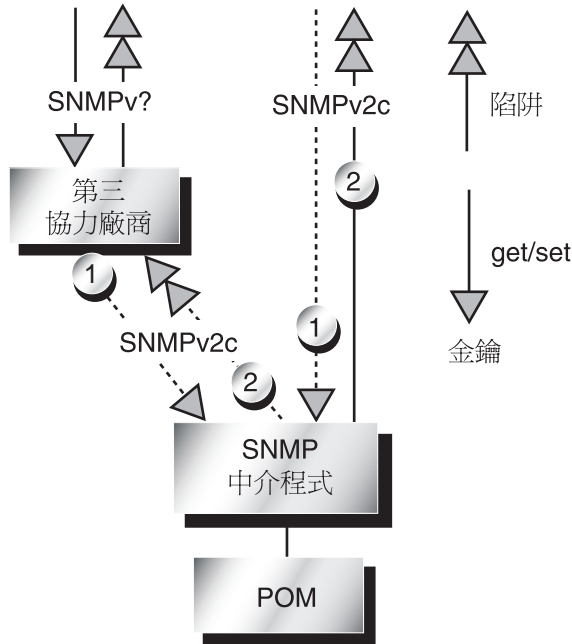 SNMPv?
SNMPv2c
陷阱
第三
協力廠商
2
get/set
1
1
SNMPv2c
金鑰
2
SNMP
中介程式
POM